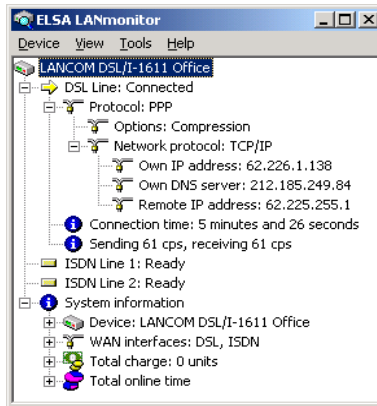 ELSA LANmonitor
Device View Tools Help
LANCOM DSL/I-1611 Office
DSL Line: Connected
Protocol: PPP
Options: Compression
Network protocol: TCP/IP
Own IP address: 62.226.1.138
Own DNS server: 212.185.249.84
Remote IP address: 62.225.255.1
Connection time: 5 minutes and 26 seconds
Sending 61 cps, receiving 61 cps
ISDN Line 1: Ready
ISDN Line 2: Ready
System information
Device: LANCOM DSL/I-1611 Office
WAN interfaces: DSL, ISDN
Total charge: 0 units
Total online time